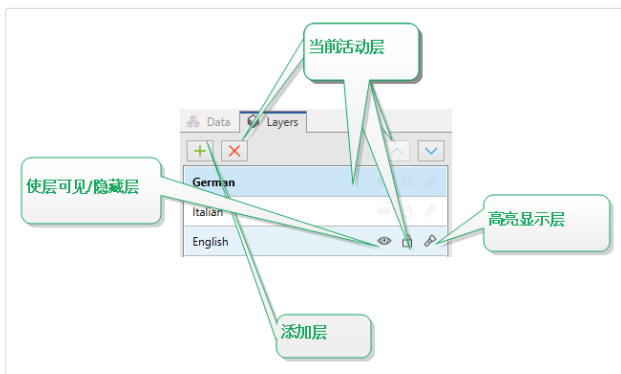 当前活动层
Data
Layers
使层可见/隐藏层
German
Italian
高亮显示层
English
添加层